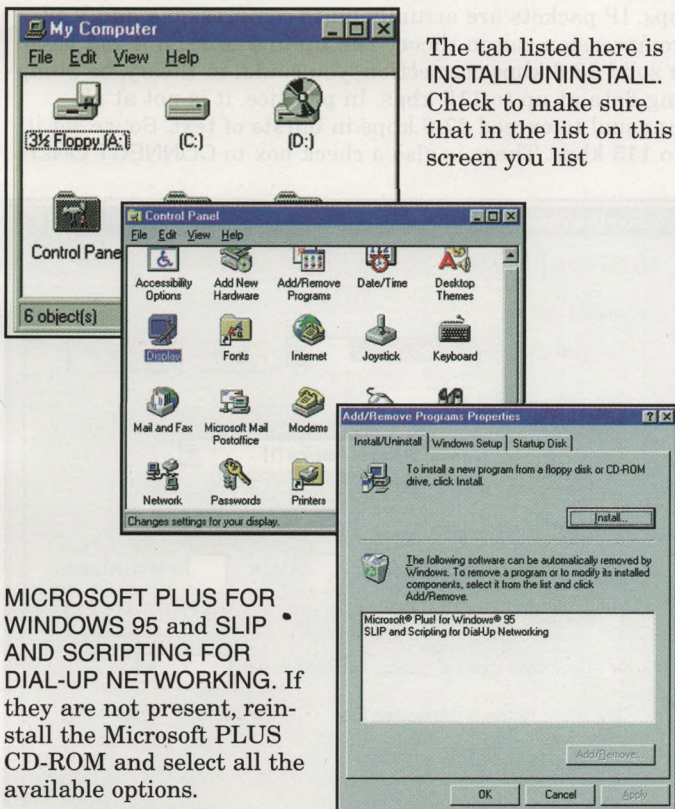 My Computer
File Edit View Help
3½ Floppy (A:) (C:) (D:)
Control Pane
6 object(s)
The tab listed here is
INSTALL/UNINSTALL.
Check to make sure
that in the list on this
screen you list
Control Panel
File Edit View Help
Accessibility Options
Add New Hardware
Add/Remove Programs
Date/Time
Desktop Themes
Display
Fonts
Internet
Joystick
Keyboard
Mail and Fax
Microsoft Mail Postoffice
Modems
Network
Passwords
Printers
Changes settings for your display.
Add/Remove Programs Properties
Install/Uninstall Windows Setup Startup Disk
To install a new program from a floppy disk or CD-ROM
drive, click Install.
Install...
The following software can be automatically removed by
Windows. To remove a program or to modify its installed
components, select it from the list and click
Add/Remove.
Microsoft® Plus! for Windows® 95
SLIP and Scripting for Dial-Up Networking
Add/Remove...
OK Cancel Apply
MICROSOFT PLUS FOR
WINDOWS 95 and SLIP
AND SCRIPTING FOR
DIAL-UP NETWORKING. If
they are not present, rein-
stall the Microsoft PLUS
CD-ROM and select all the
available options.